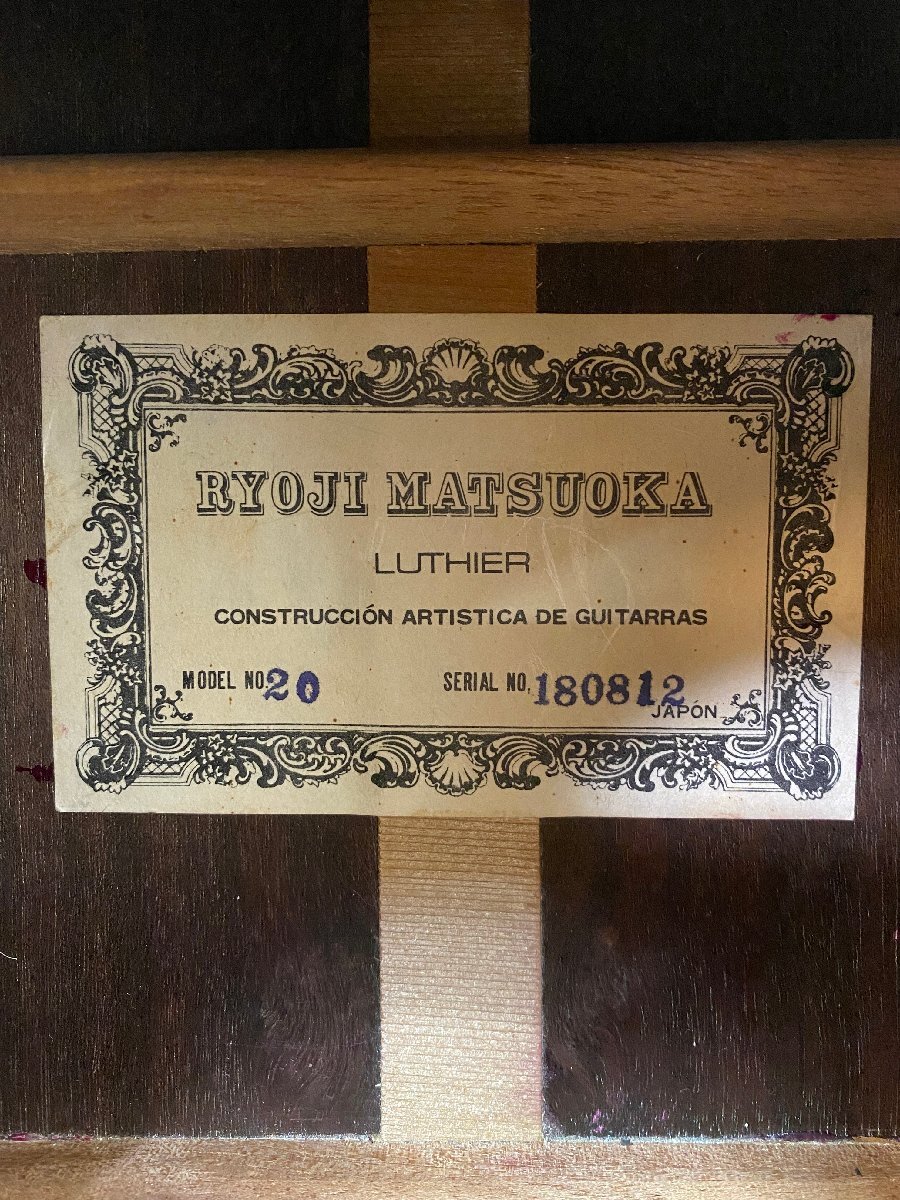 RYOJI MATSUOKA
LUTHIER
CONSTRUCCIÓN ARTISTICA DE GUITARRAS
MODEL NO. 20 SERIAL NO. 180812
JAPÓN